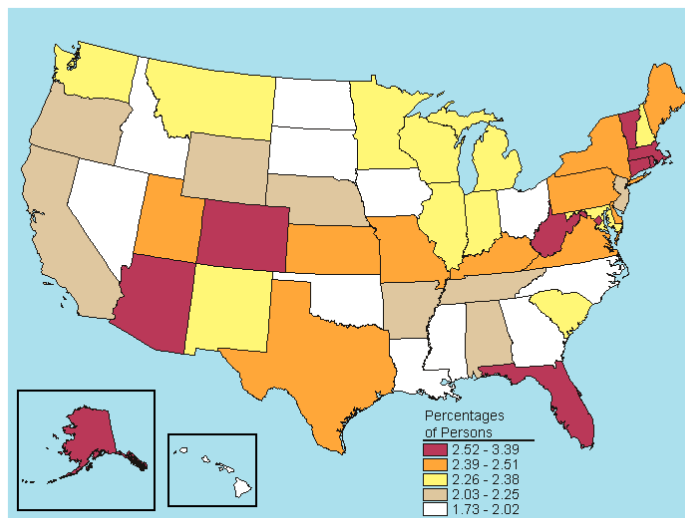 Percentages
of Persons
2.52 - 3.39
2.39 - 2.51
2.26 - 2.38
2.03 - 2.25
1.73 - 2.02